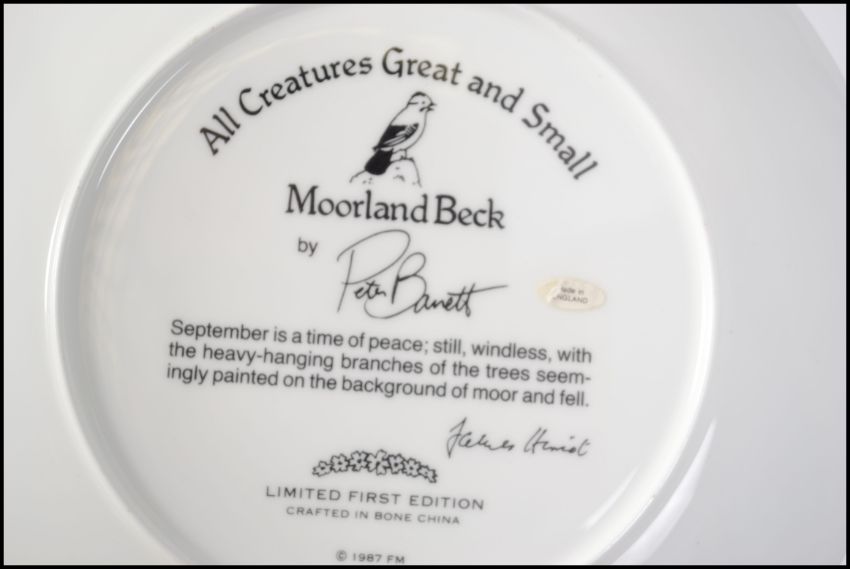 All Creatures Great and Small
Moorland Beck
by
Peter Barrett
Made in
ENGLAND
September is a time of peace; still, windless, with
the heavy-hanging branches of the trees seem-
ingly painted on the background of moor and fell.
James Herriot
LIMITED FIRST EDITION
CRAFTED IN BONE CHINA
© 1987 FM